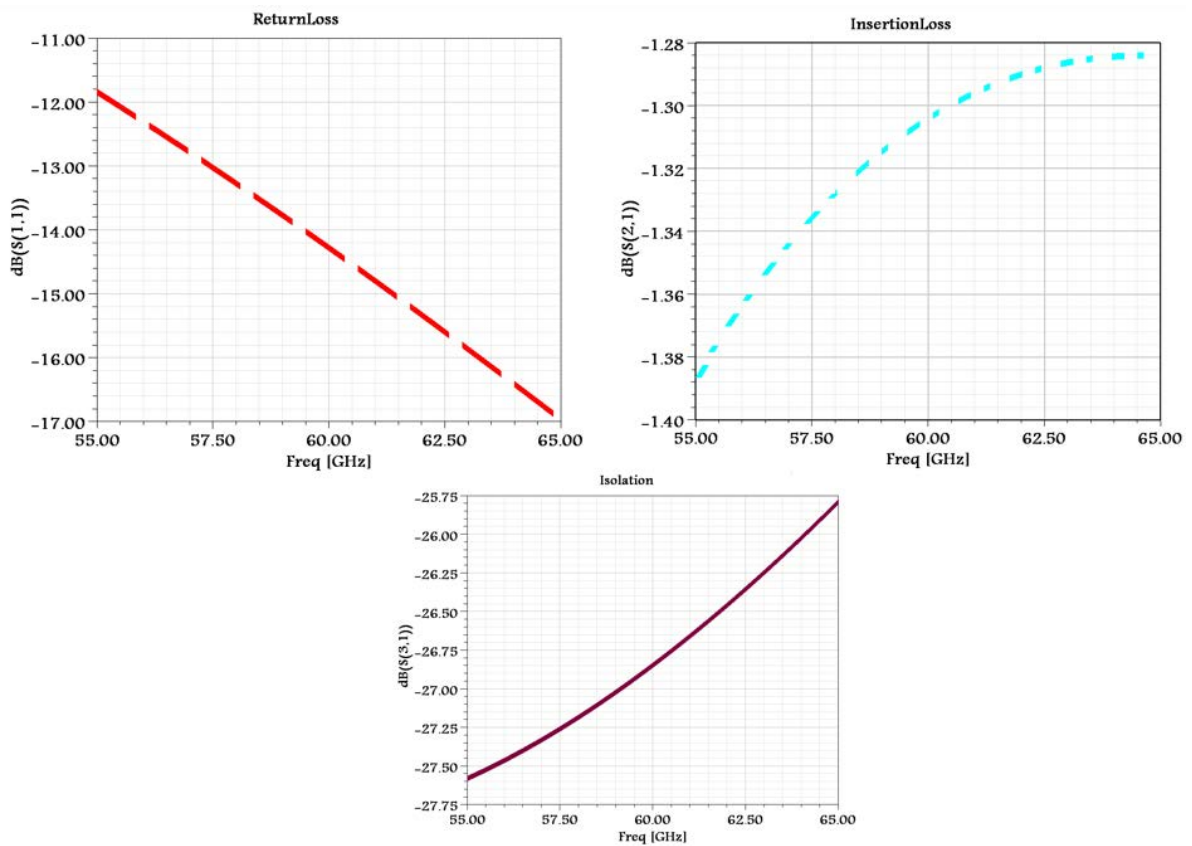 ReturnLoss
-11.00
-12.00
-13.00
-14.00
-15.00
-16.00
-17.00
dB(S(1,1))
55.00 57.50 60.00 62.50 65.00
Freq [GHz]
InsertionLoss
-1.28
-1.30
-1.32
-1.34
-1.36
-1.38
-1.40
dB(S(2,1))
55.00 57.50 60.00 62.50 65.00
Freq [GHz]
Isolation
-25.75
-26.00
-26.25
-26.50
-26.75
-27.00
-27.25
-27.50
-27.75
dB(S(3,1))
55.00 57.50 60.00 62.50 65.00
Freq [GHz]